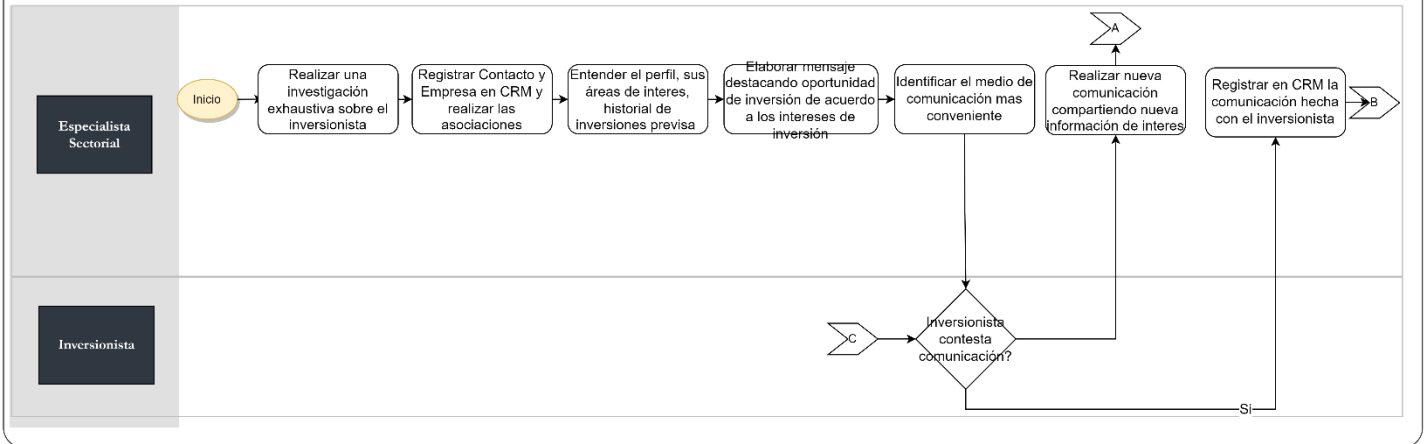 Especialista
Sectorial
Inicio
Realizar una
investigación
exhaustiva sobre el
inversionista
Registrar Contacto y
Empresa en CRM y
realizar las
asociaciones
Entender el perfil, sus
áreas de interes,
historial de
inversiones previsa
Elaborar mensaje
destacando oportunidad
de inversión de acuerdo
a los intereses de
inversión
Identificar el medio de
comunicación mas
conveniente
A
Realizar nueva
comunicación
compartiendo nueva
información de interes
Registrar en CRM la
comunicación hecha
con el inversionista
B
Inversionista
C
Inversionista
contesta
comunicación?
Si